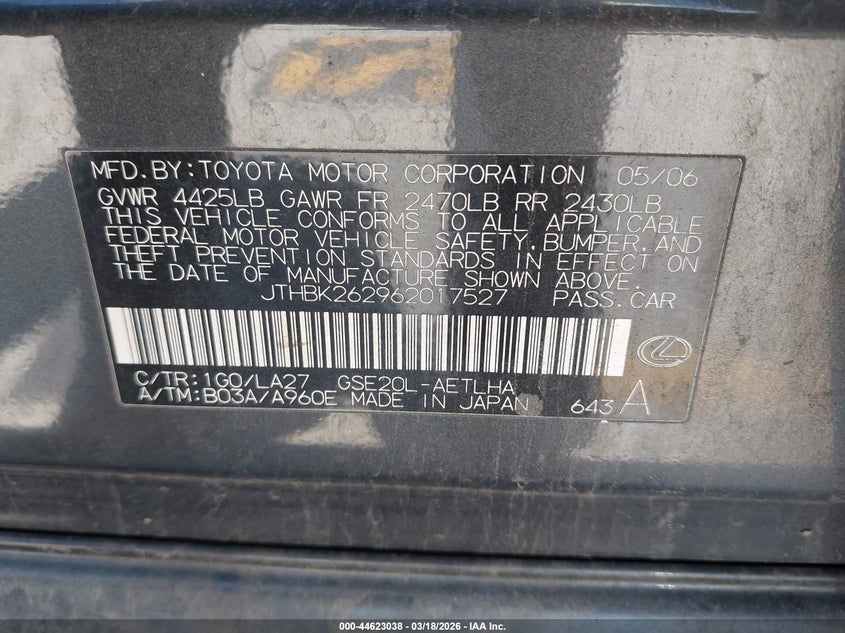 MFD.BY:TOYOTA MOTOR CORPORATION 05/06
GVWR 4425LB GAWR FR 2470LB RR 2430LB
THIS VEHICLE CONFORMS TO ALL APPLICABLE
FEDERAL MOTOR VEHICLE SAFETY,BUMPER,AND
THEFT PREVENTION STANDARDS IN EFFECT ON
THE DATE OF MANUFACTURE SHOWN ABOVE.
JTHBK262962017527 PASS.CAR
C/TR:1G0/LA27 GSE20L-AETLHA
A/TM:B03A/A960E MADE IN JAPAN 643 A
000-44623038 - 03/18/2026 - IAA Inc.